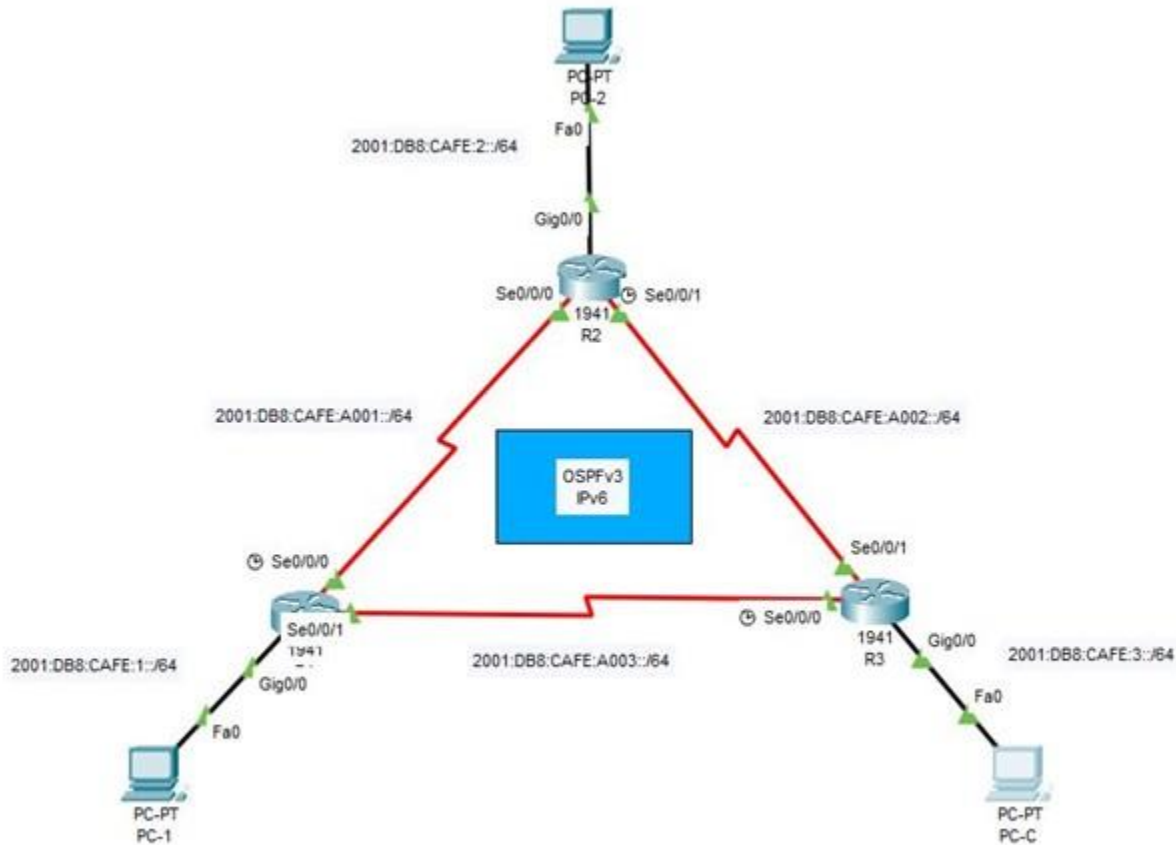 PC-PT
PC-2
Fa0
2001:DB8:CAFE:2::/64
Gig0/0
Se0/0/0
Se0/0/1
1941
R2
2001:DB8:CAFE:A001::/64
2001:DB8:CAFE:A002::/64
OSPFv3
IPv6
Se0/0/0
Se0/0/1
Se0/0/1
1941
Se0/0/0
1941
R3
2001:DB8:CAFE:1::/64
Gig0/0
2001:DB8:CAFE:A003::/64
Gig0/0
2001:DB8:CAFE:3::/64
Fa0
Fa0
PC-PT
PC-1
PC-PT
PC-C